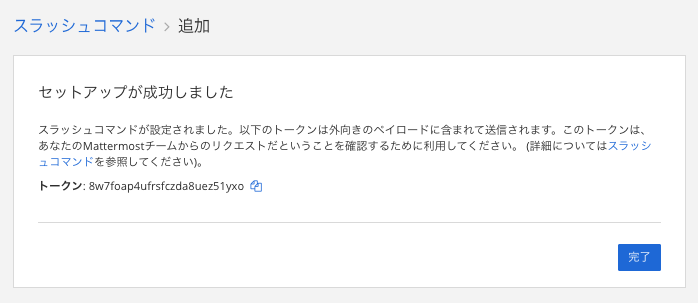 スラッシュコマンド > 追加
セットアップが成功しました
スラッシュコマンドが設定されました。以下のトークンは外向きのペイロードに含まれて送信されます。このトークンは、
あなたのMattermostチームからのリクエストだということを確認するために利用してください。 (詳細についてはスラッシ
ュコマンドを参照してください)。
トークン: 8w7foap4ufrsfczda8uez51yxo
完了